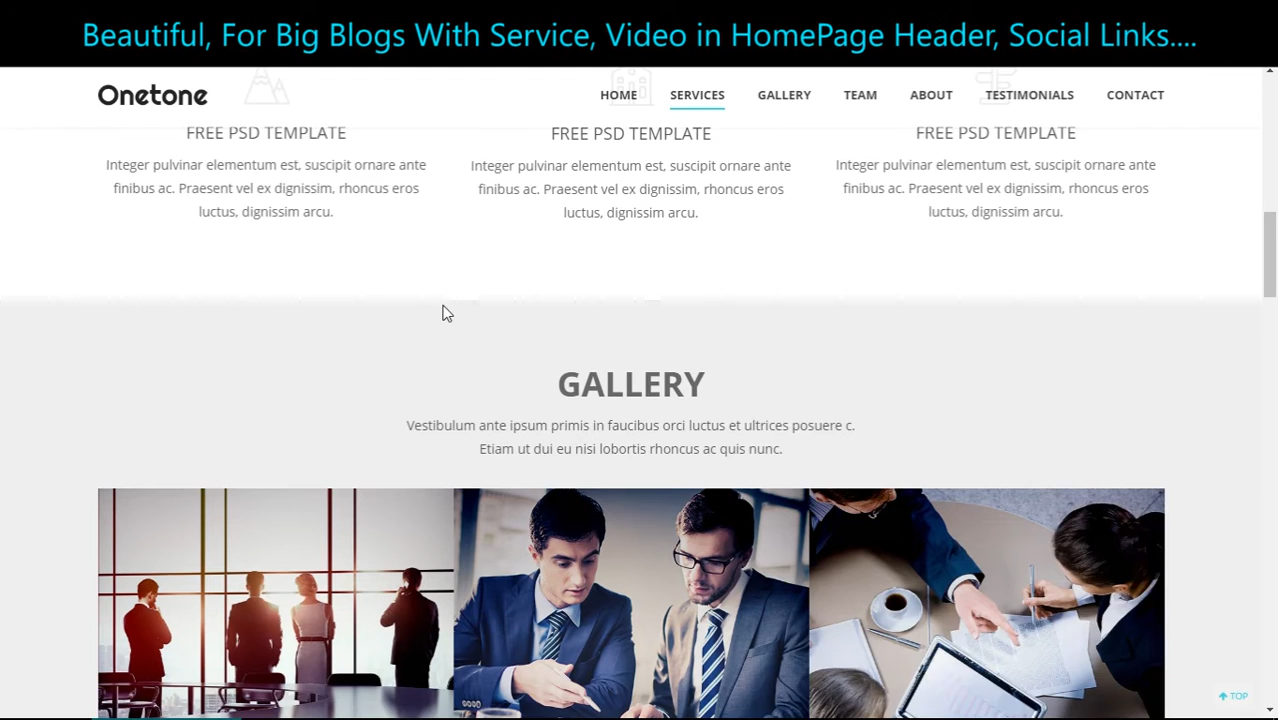 Beautiful, For Big Blogs With Service, Video in HomePage Header, Social Links....
Onetone
HOME SERVICES GALLERY TEAM ABOUT TESTIMONIALS CONTACT
FREE PSD TEMPLATE
Integer pulvinar elementum est, suscipit ornare ante
finibus ac. Praesent vel ex dignissim, rhoncus eros
luctus, dignissim arcu.
FREE PSD TEMPLATE
Integer pulvinar elementum est, suscipit ornare ante
finibus ac. Praesent vel ex dignissim, rhoncus eros
luctus, dignissim arcu.
FREE PSD TEMPLATE
Integer pulvinar elementum est, suscipit ornare ante
finibus ac. Praesent vel ex dignissim, rhoncus eros
luctus, dignissim arcu.
GALLERY
Vestibulum ante ipsum primis in faucibus orci luctus et ultrices posuere c.
Etiam ut dui eu nisi lobortis rhoncus ac quis nunc.
TOP